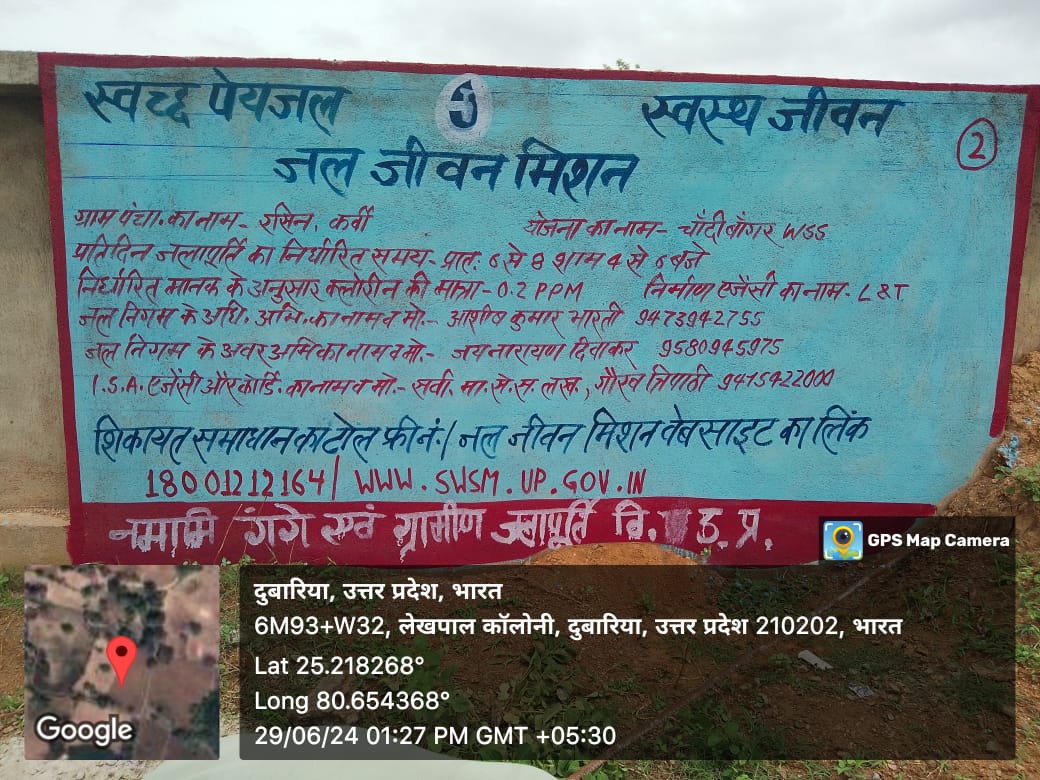 स्वच्छ पेयजल स्वस्थ जीवन
2
जल जीवन मिशन
ग्राम पंचा. का नाम- इसिन, कर्वी योजना का नाम- चाँदी बाँगर WSS
प्रतिदिन जलापूर्ति का निर्धारित समय- प्रात: 6 से 8 शाम 4 से 6 बजे
निर्धारित मानक के अनुसार क्लोरीन की मात्रा-0.2 PPM निर्माण एजेंसी का नाम- L&T
जल निगम के अधि. अभि. का नाम व मो.- आशीष कुमार भारती 9473942755
जल निगम के अवर अभि का नाम व मो.- जयनारायण दिवाकर 9580945975
I.S.A. एजेंसी और कोर्डि. का नाम व मो.- सर्वो. मा. से. स. लख., गौरव त्रिपाठी 9415422000
शिकायत समाधान का टोल फ्री नं./ जल जीवन मिशन वेबसाइट का लिंक
18001212164/ WWW.SWSM.UP.GOV.IN
नमामि गंगे एवं ग्रामीण जलापूर्ति वि. उ. प्र.
GPS Map Camera
दुबारिया, उत्तर प्रदेश, भारत
6M93+W32, लेखपाल कॉलोनी, दुबारिया, उत्तर प्रदेश 210202, भारत
Lat 25.218268°
Long 80.654368°
29/06/24 01:27 PM GMT +05:30
Google